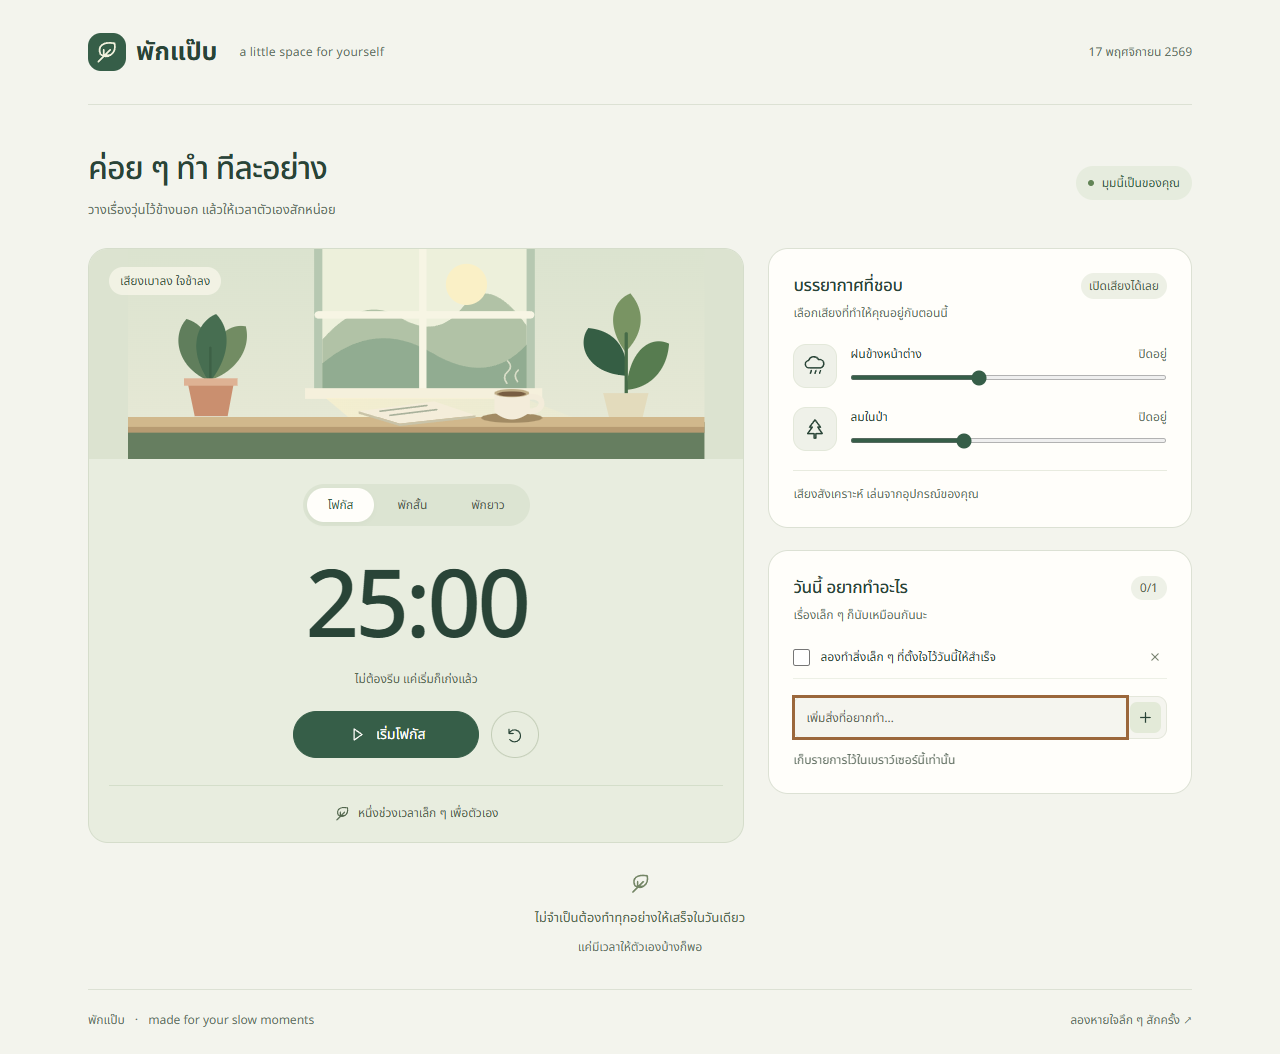 พักแป๊บ
a little space for yourself
17 พฤศจิกายน 2569
ค่อย ๆ ทำ ทีละอย่าง
วางเรื่องวุ่นไว้ข้างนอก แล้วให้เวลาตัวเองสักหน่อย
มุมนี้เป็นของคุณ
เสียงเบาลง ใจช้าลง
โฟกัส
พักสั้น
พักยาว
25:00
ไม่ต้องรีบ แค่เริ่มก็เก่งแล้ว
เริ่มโฟกัส
หนึ่งช่วงเวลาเล็ก ๆ เพื่อตัวเอง
บรรยากาศที่ชอบ
เปิดเสียงได้เลย
เลือกเสียงที่ทำให้คุณอยู่กับตอนนี้
ฝนข้างหน้าต่าง
ปิดอยู่
ลมในป่า
ปิดอยู่
เสียงสังเคราะห์ เล่นจากอุปกรณ์ของคุณ
วันนี้ อยากทำอะไร
0/1
เรื่องเล็ก ๆ ก็นับเหมือนกันนะ
ลองทำสิ่งเล็ก ๆ ที่ตั้งใจไว้วันนี้ให้สำเร็จ
เพิ่มสิ่งที่อยากทำ...
เก็บรายการไว้ในเบราว์เซอร์นี้เท่านั้น
ไม่จำเป็นต้องทำทุกอย่างให้เสร็จในวันเดียว
แค่มีเวลาให้ตัวเองบ้างก็พอ
พักแป๊บ · made for your slow moments
ลองหายใจลึก ๆ สักครั้ง ↗